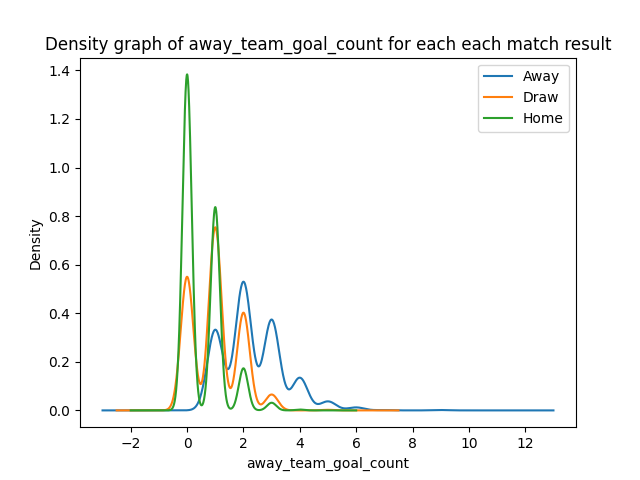 Density graph of away_team_goal_count for each each match result
Away
Draw
Home
1.4
1.2
1.0
0.8
0.6
0.4
0.2
0.0
Density
−2
0
2
4
6
8
10
12
away_team_goal_count